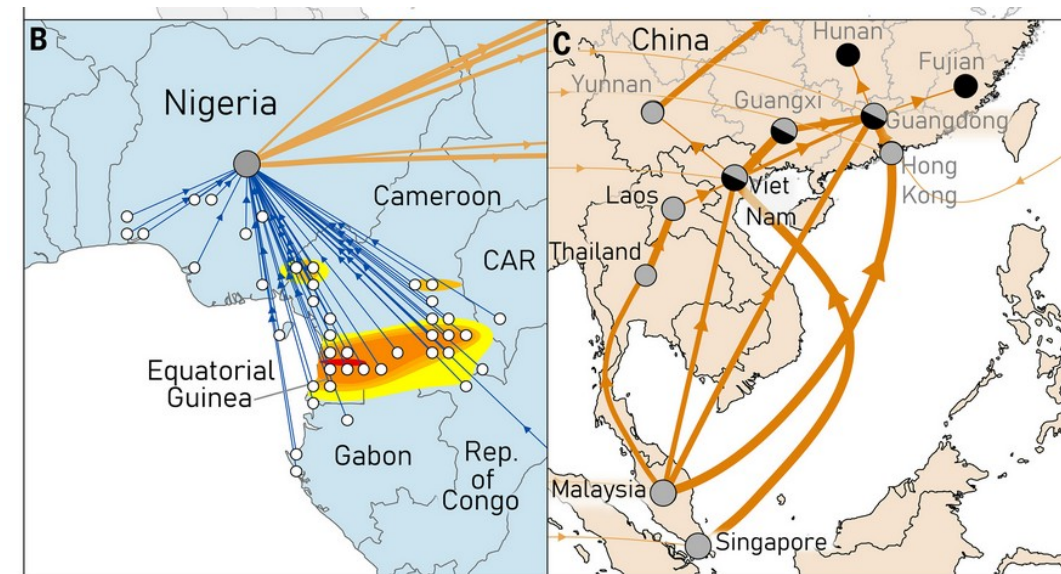 B
Nigeria
Cameroon
CAR
Equatorial
Guinea
Gabon
Rep.
of
Congo
C
China
Hunan
Fujian
Yunnan
Guangxi
Guangdong
Hong
Kong
Viet
Nam
Laos
Thailand
Malaysia
Singapore